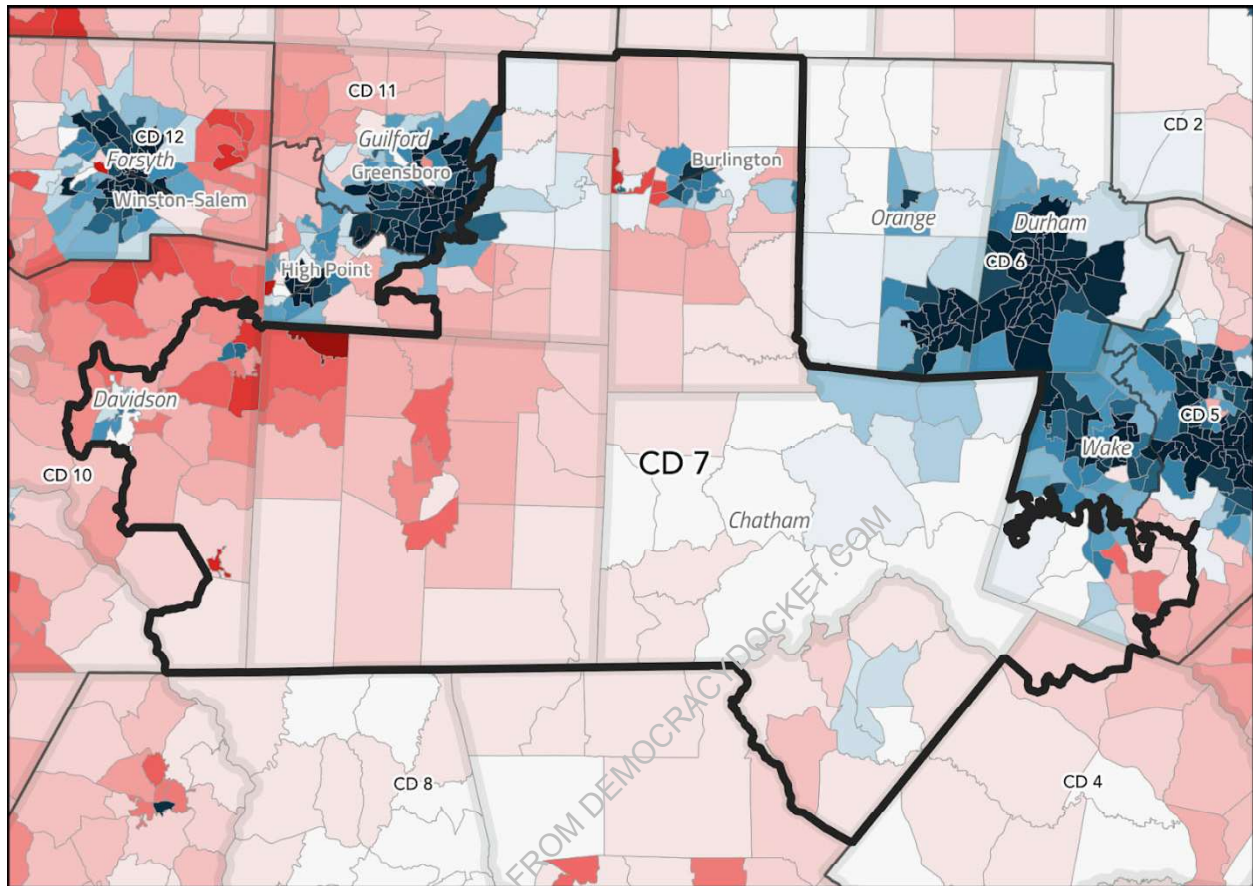 CD 11
CD 12
Forsyth
Winston-Salem
Guilford
Greensboro
High Point
Burlington
CD 2
Orange
Durham
CD 6
Davidson
CD 10
CD 7
CD 5
Wake
Chatham
CD 8
CD 4
FROM DEMOCRACYDOCKET.COM